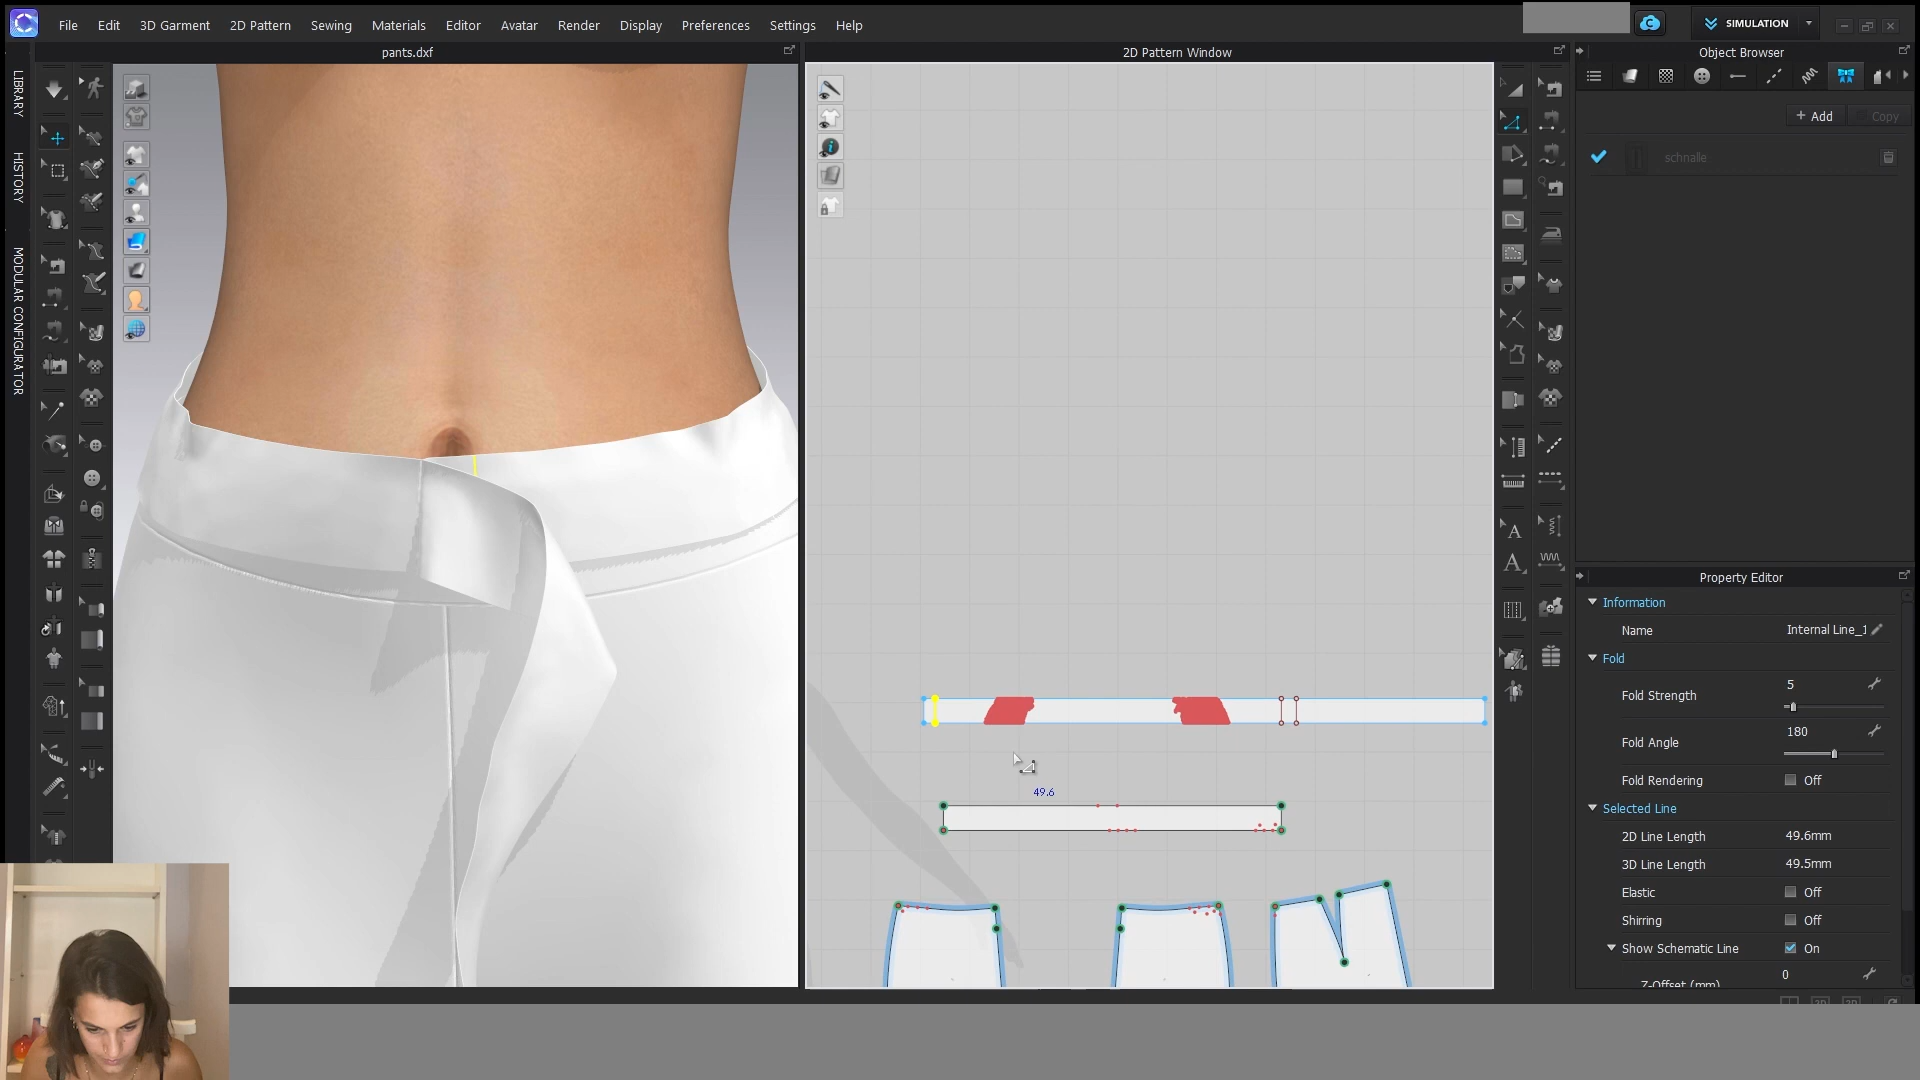 File Edit 3D Garment 2D Pattern Sewing Materials Editor Avatar Render Display Preferences Settings Help
SIMULATION
pants.dxf
2D Pattern Window
Object Browser
LIBRARY
HISTORY
MODULAR CONFIGURATOR
+ Add
Copy
schnalle
A
A
49.6
Property Editor
Information
Name Internal Line_1
Fold
Fold Strength 5
Fold Angle 180
Fold Rendering Off
Selected Line
2D Line Length 49.6mm
3D Line Length 49.5mm
Elastic Off
Shirring Off
Show Schematic Line On
Z-Offset (mm) 0